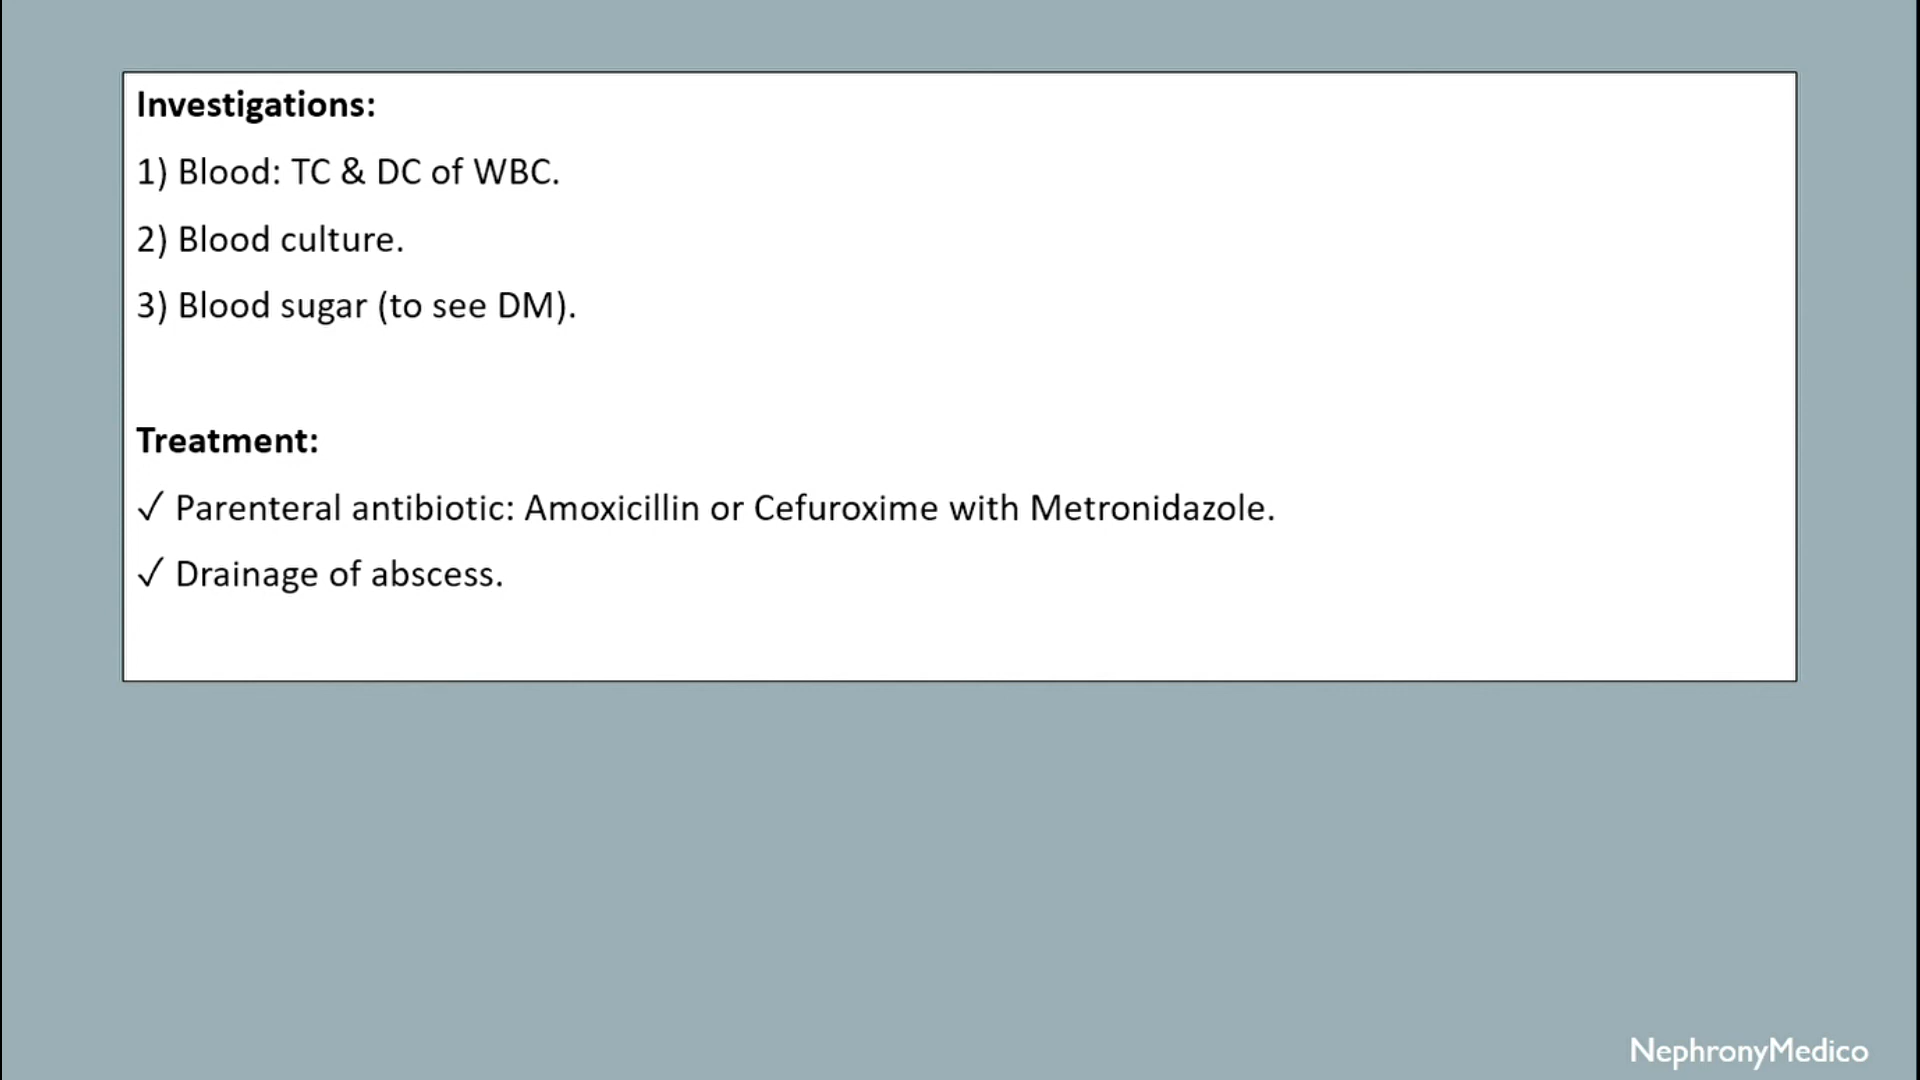 Investigations:
1) Blood: TC & DC of WBC.
2) Blood culture.
3) Blood sugar (to see DM).
Treatment:
✓ Parenteral antibiotic: Amoxicillin or Cefuroxime with Metronidazole.
✓ Drainage of abscess.
NephronyMedico